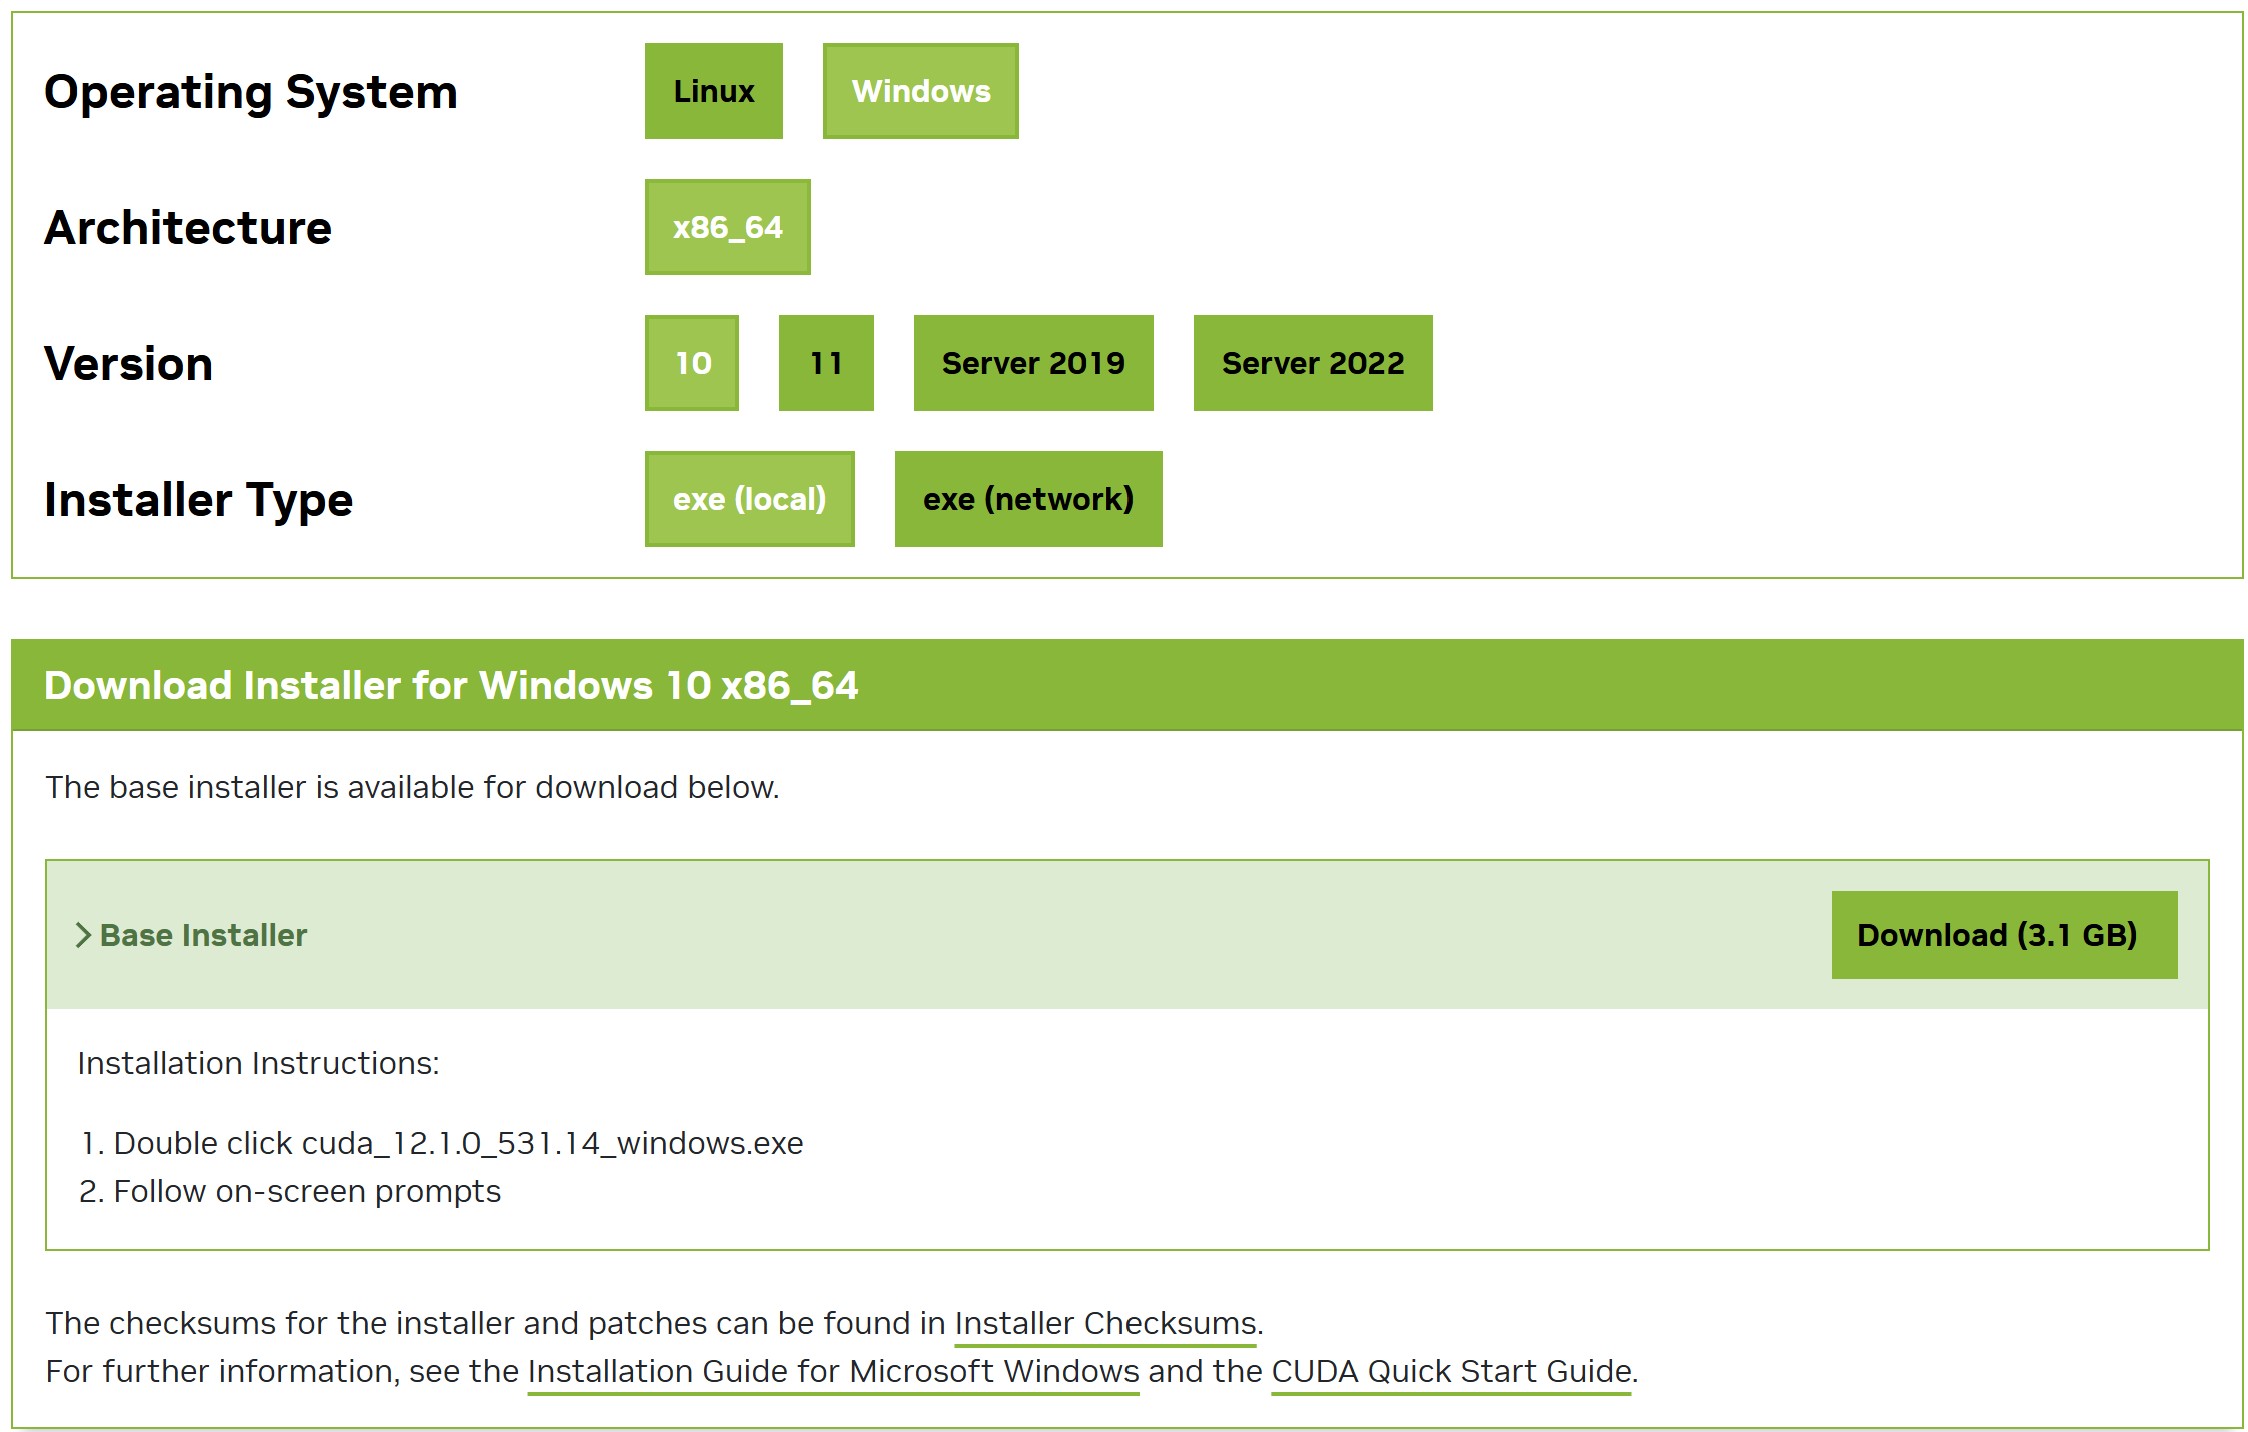 Operating System Linux Windows
Architecture x86_64
Version 10 11 Server 2019 Server 2022
Installer Type exe (local) exe (network)
Download Installer for Windows 10 x86_64
The base installer is available for download below.
Base Installer Download (3.1 GB)
Installation Instructions:
1. Double click cuda_12.1.0_531.14_windows.exe
2. Follow on-screen prompts
The checksums for the installer and patches can be found in Installer Checksums.
For further information, see the Installation Guide for Microsoft Windows and the CUDA Quick Start Guide.